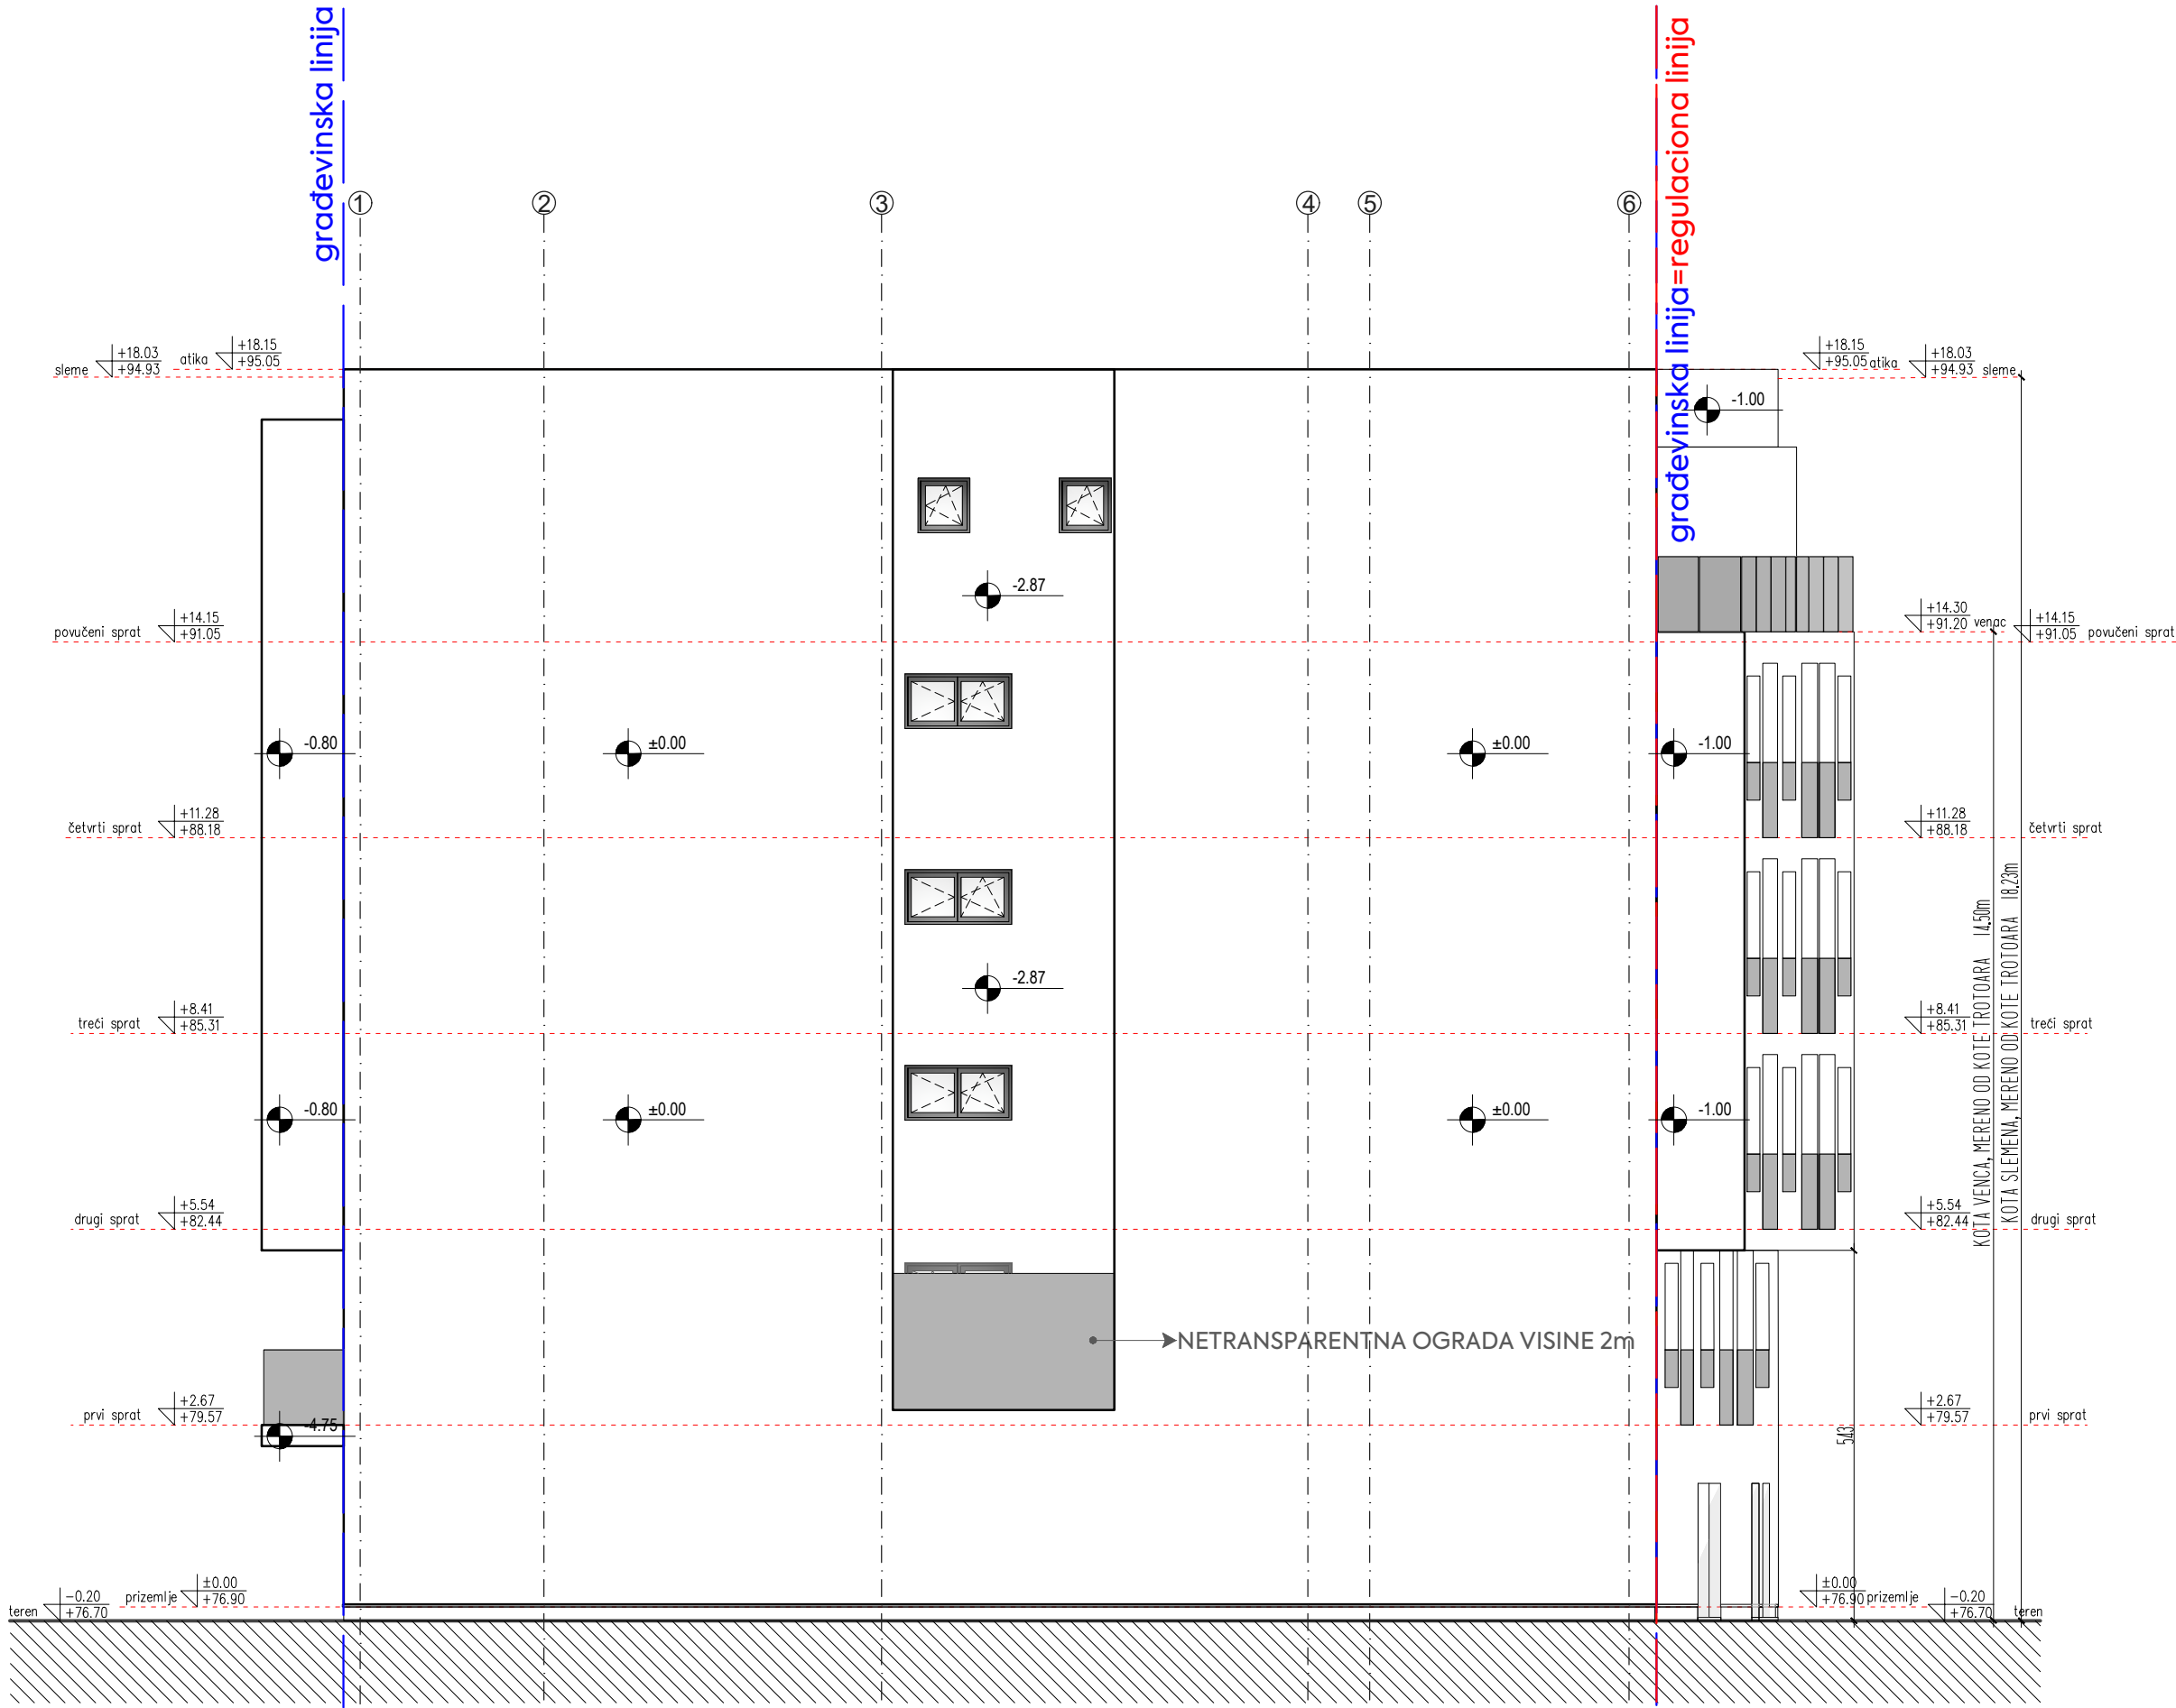 građevinska linija
građevinska linija=regulaciona linija
1
2
3
4
5
6
sleme
+18.03
+94.93
atika
+18.15
+95.05
+18.15
+95.05
atika
+18.03
+94.93
sleme
-1.00
-2.87
povučeni sprat
+14.15
+91.05
+14.30
+91.20
venac
+14.15
+91.05
povučeni sprat
-0.80
±0.00
±0.00
-1.00
četvrti sprat
+11.28
+88.18
+11.28
+88.18
četvrti sprat
-2.87
treći sprat
+8.41
+85.31
+8.41
+85.31
treći sprat
KOTA VENCA, MERENO OD KOTE TROTOARA 14.50m
KOTA SLEMENA, MERENO OD KOTE TROTOARA 18.23m
-0.80
±0.00
±0.00
-1.00
drugi sprat
+5.54
+82.44
+5.54
+82.44
drugi sprat
NETRANSPARENTNA OGRADA VISINE 2m
prvi sprat
+2.67
+79.57
+2.67
+79.57
prvi sprat
-4.75
543
teren
-0.20
+76.70
prizemlje
±0.00
+76.90
±0.00
+76.90
prizemlje
-0.20
+76.70
teren